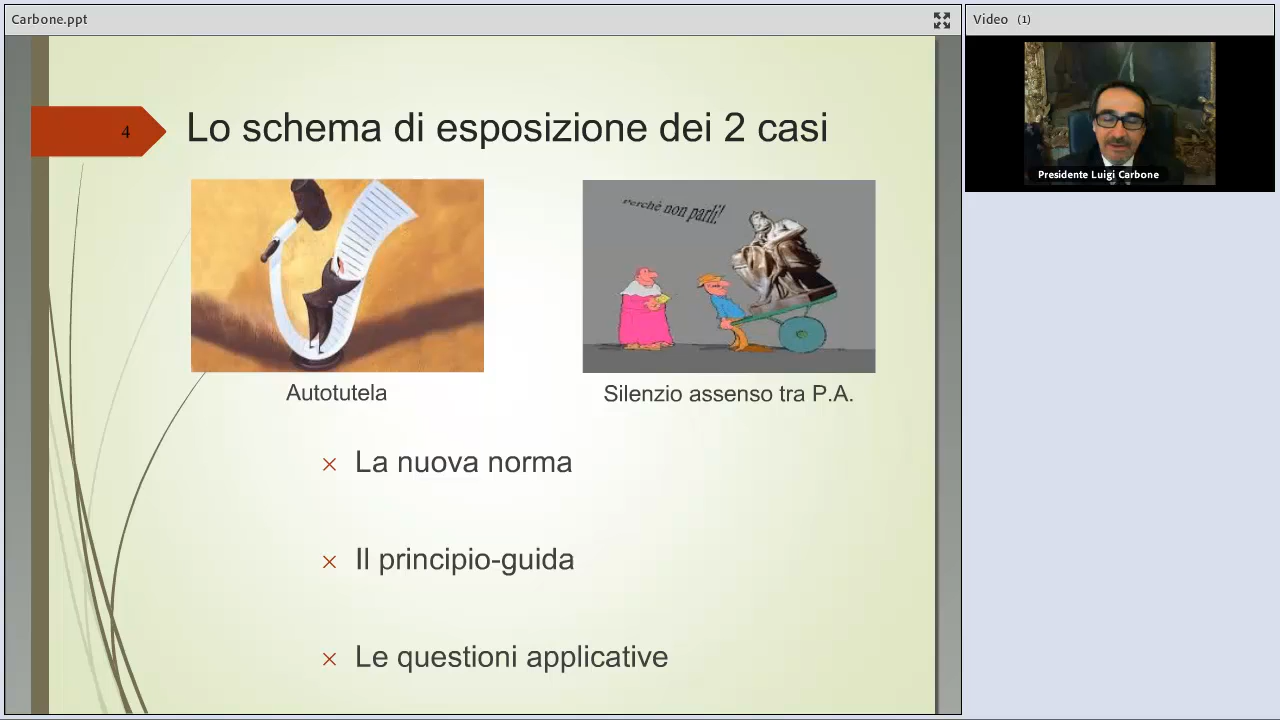 Carbone.ppt
Video (1)
Presidente Luigi Carbone
4
Lo schema di esposizione dei 2 casi
Perchè non parli!
Autotutela
Silenzio assenso tra P.A.
× La nuova norma
× Il principio-guida
× Le questioni applicative